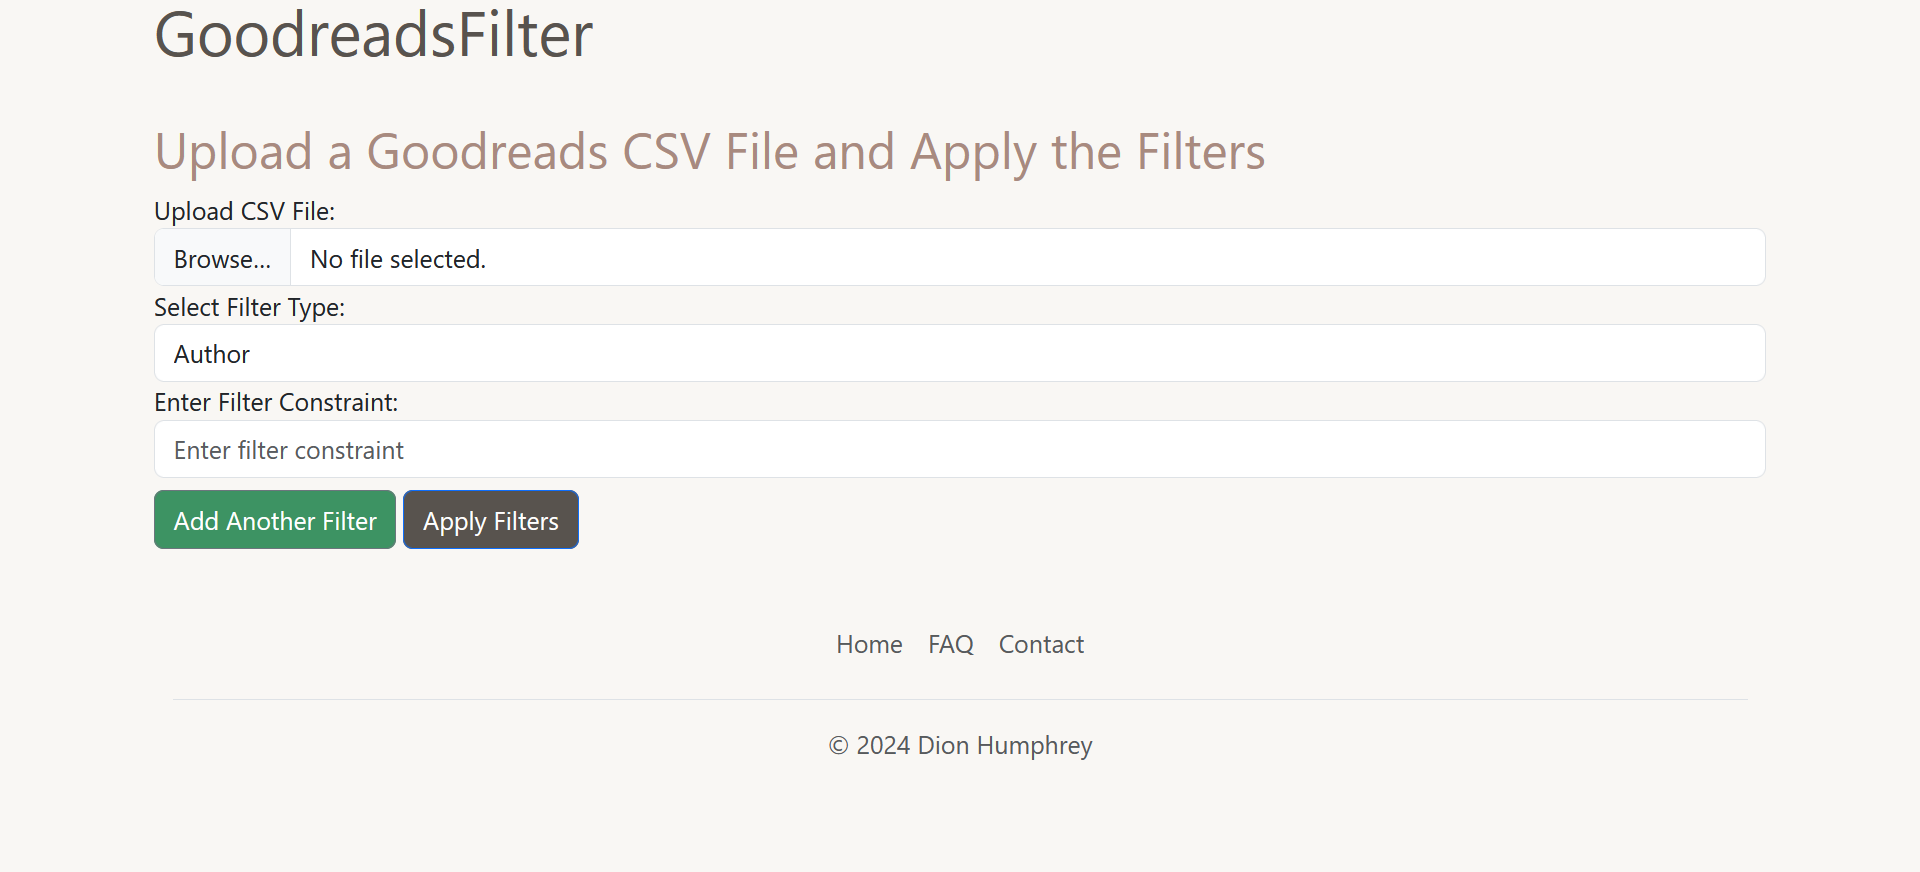 GoodreadsFilter
Upload a Goodreads CSV File and Apply the Filters
Upload CSV File:
Browse... No file selected.
Select Filter Type:
Author
Enter Filter Constraint:
Enter filter constraint
Add Another Filter Apply Filters
Home FAQ Contact
© 2024 Dion Humphrey